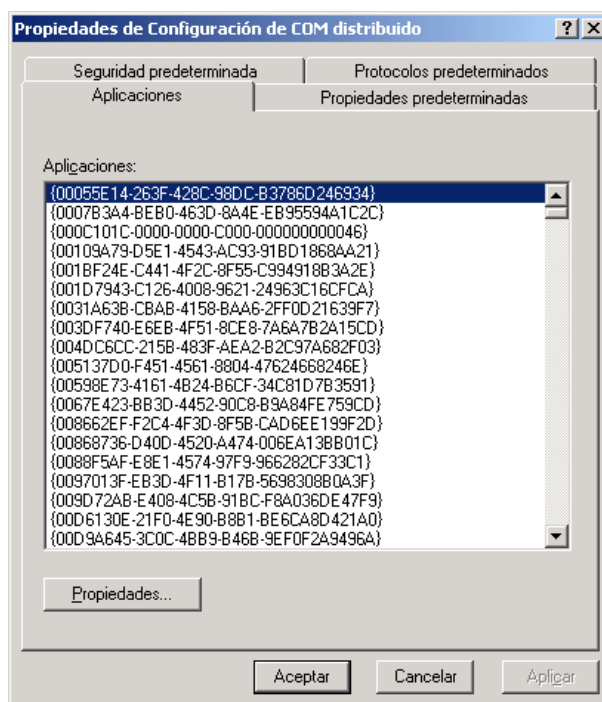 Propiedades de Configuración de COM distribuido
Seguridad predeterminada
Protocolos predeterminados
Aplicaciones
Propiedades predeterminadas
Aplicaciones:
{00055E14-263F-428C-98DC-B3786D246934}
{0007B3A4-BEB0-463D-8A4E-EB95594A1C2C}
{000C101C-0000-0000-C000-000000000046}
{00109A79-D5E1-4543-AC93-91BD1868AA21}
{001BF24E-C441-4F2C-8F55-C994918B3A2E}
{001D7943-C126-4008-9621-24963C16CFCA}
{0031A63B-CBAB-4158-BAA6-2FF0D21639F7}
{003DF740-E6EB-4F51-8CE8-7A6A7B2A15CD}
{004DC6CC-215B-483F-AEA2-B2C97A682F03}
{005137D0-F451-4561-8804-47624668246E}
{00598E73-4161-4B24-B6CF-34C81D7B3591}
{0067E423-BB3D-4452-90C8-B9A84FE759CD}
{008662EF-F2C4-4F3D-8F5B-CAD6EE199F2D}
{00868736-D40D-4520-A474-006EA13BB01C}
{0088F5AF-E8E1-4574-97F9-966282CF33C1}
{0097013F-EB3D-4F11-B17B-5698308B0A3F}
{009D72AB-E408-4C5B-91BC-F8A036DE47F9}
{00D6130E-21F0-4E90-B8B1-BE6CA8D421A0}
{00D9A645-3C0C-4BB9-B46B-9EF0F2A9496A}
Propiedades...
Aceptar
Cancelar
Aplicar